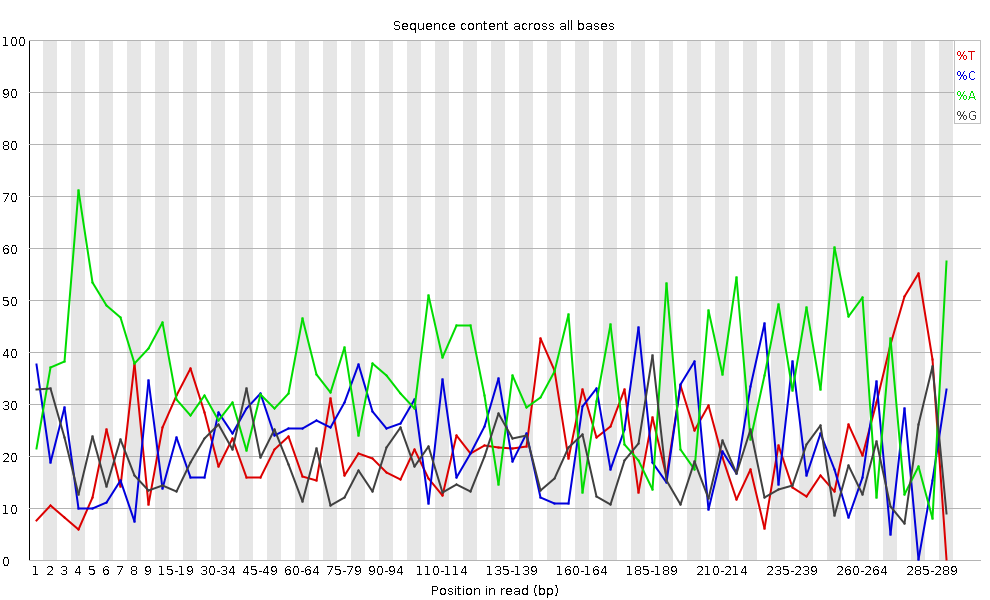 Sequence content across all bases
100
90
80
70
60
50
40
30
20
10
0
%T
%C
%A
%G
1 2 3 4 5 6 7 8 9 15-19 30-34 45-49 60-64 75-79 90-94 110-114 135-139 160-164 185-189 210-214 235-239 260-264 285-289
Position in read (bp)